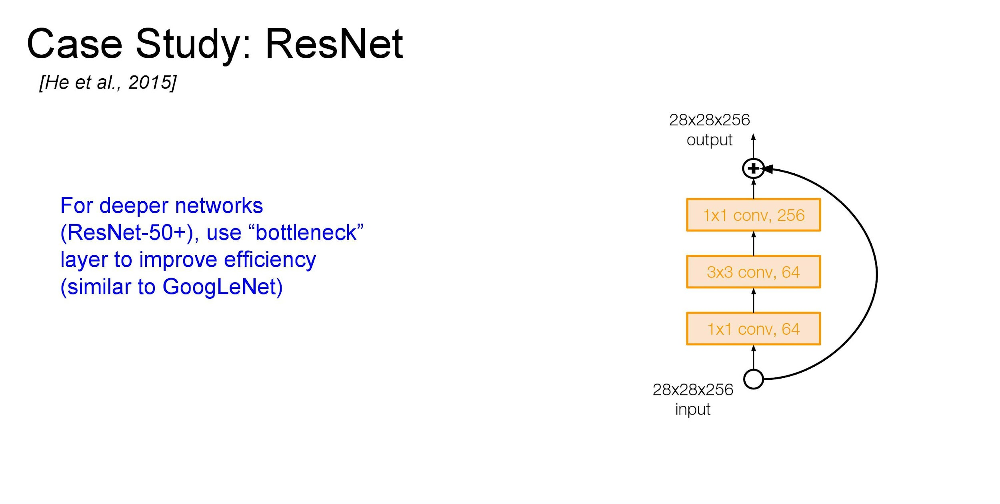 Case Study: ResNet
[He et al., 2015]
For deeper networks
(ResNet-50+), use “bottleneck”
layer to improve efficiency
(similar to GoogLeNet)
28x28x256
output
1x1 conv, 256
3x3 conv, 64
1x1 conv, 64
28x28x256
input